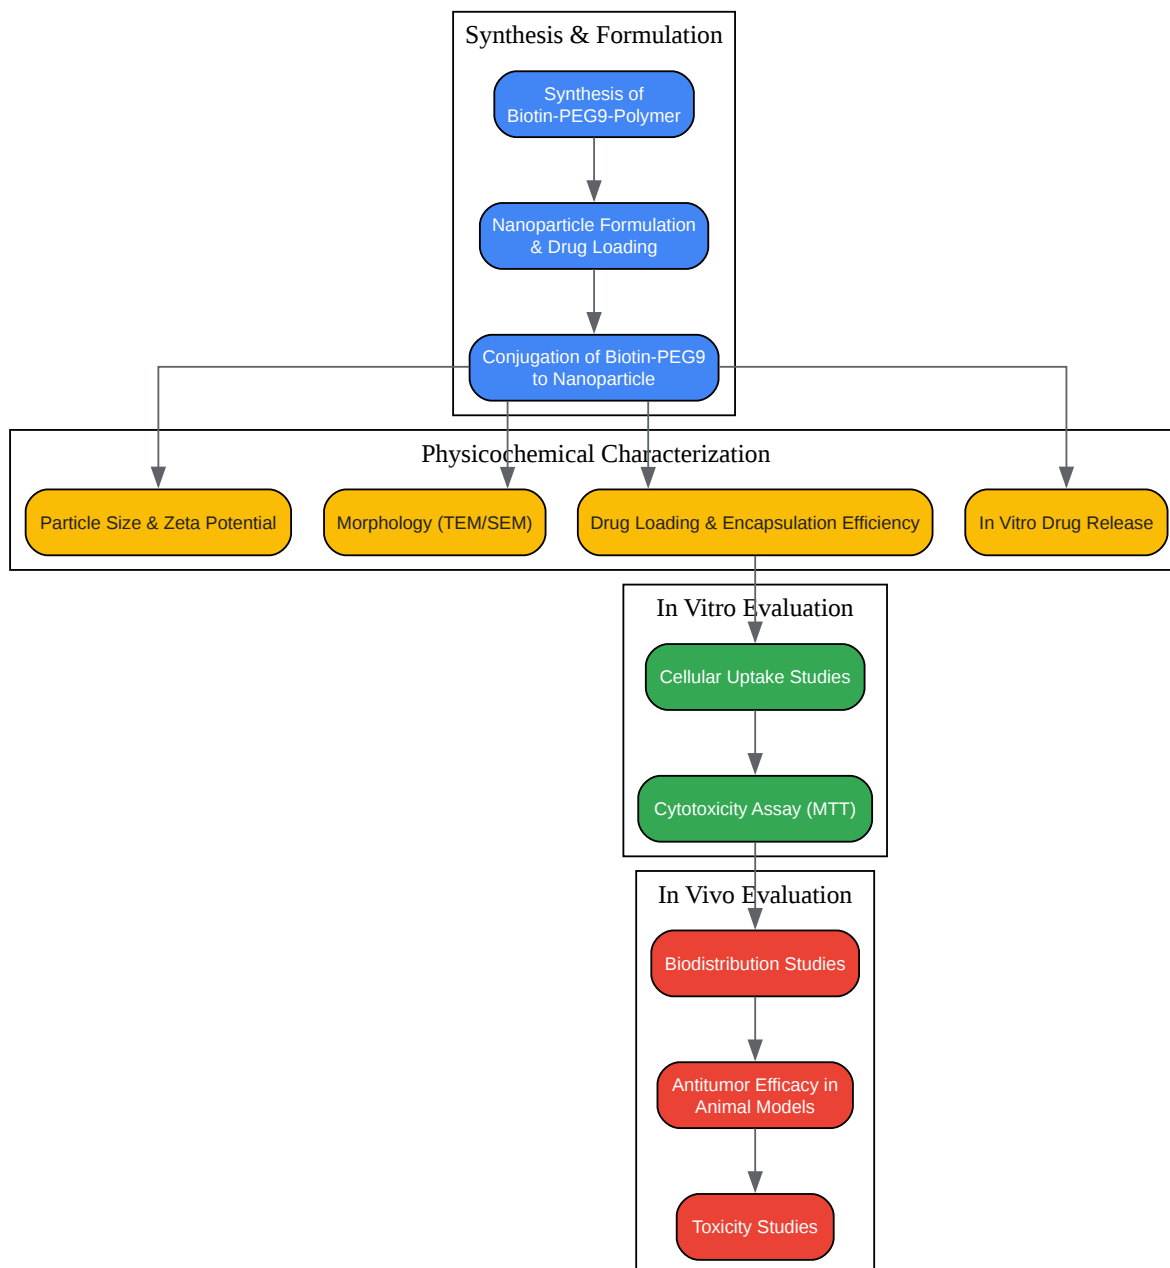 Synthesis & Formulation
Synthesis of
Biotin-PEG9-Polymer
Nanoparticle Formulation
& Drug Loading
Conjugation of Biotin-PEG9
to Nanoparticle
Physicochemical Characterization
Particle Size & Zeta Potential
Morphology (TEM/SEM)
Drug Loading & Encapsulation Efficiency
In Vitro Drug Release
In Vitro Evaluation
Cellular Uptake Studies
Cytotoxicity Assay (MTT)
In Vivo Evaluation
Biodistribution Studies
Antitumor Efficacy in
Animal Models
Toxicity Studies